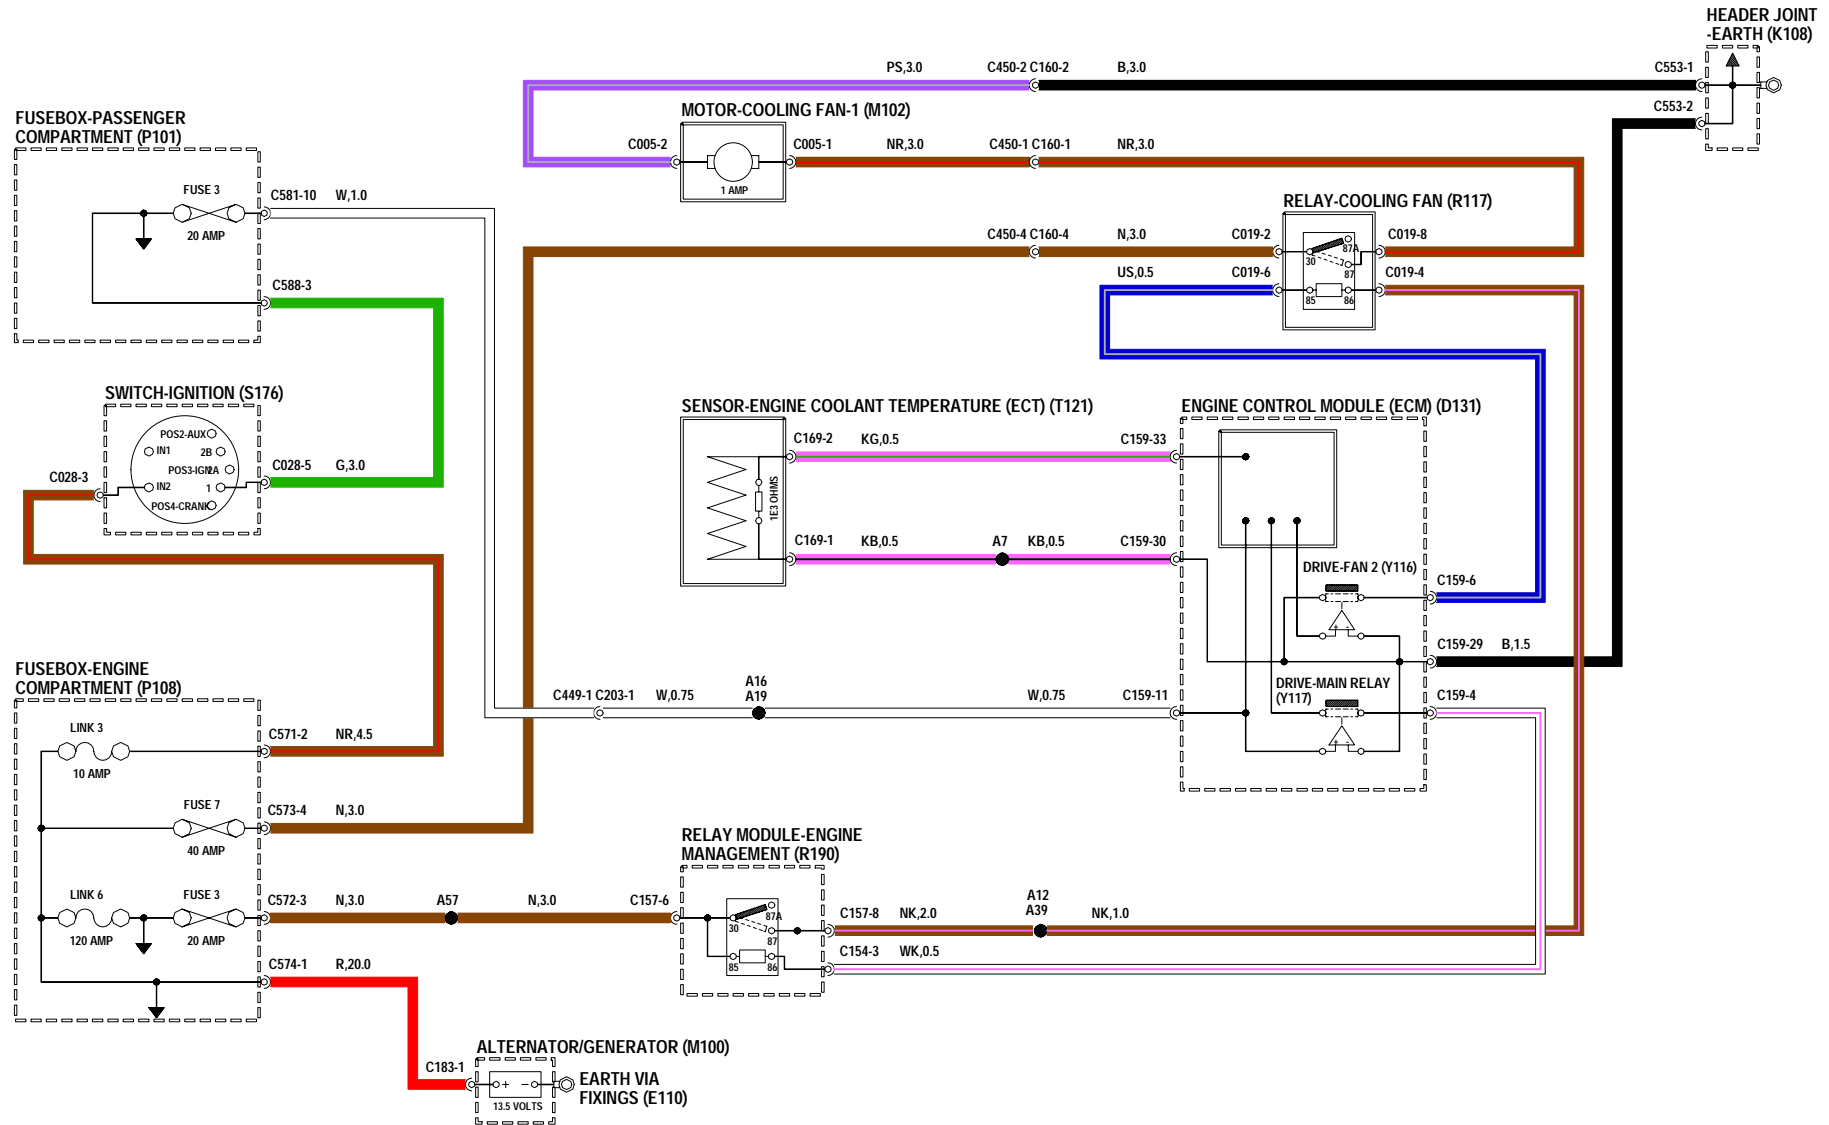 HEADER JOINT
-EARTH (K108)
PS,3.0
C450-2 C160-2
B,3.0
C553-1
C553-2
FUSEBOX-PASSENGER
COMPARTMENT (P101)
FUSE 3
20 AMP
C581-10
W,1.0
C588-3
MOTOR-COOLING FAN-1 (M102)
C005-2
C005-1
1 AMP
NR,3.0
C450-1 C160-1
NR,3.0
RELAY-COOLING FAN (R117)
C450-4 C160-4
N,3.0
C019-2
C019-8
87A
30
87
US,0.5
C019-6
C019-4
85
86
SWITCH-IGNITION (S176)
POS2-AUX
IN1
2B
POS3-IGN
2A
IN2
1
POS4-CRANK
C028-3
C028-5
G,3.0
SENSOR-ENGINE COOLANT TEMPERATURE (ECT) (T121)
C169-2
KG,0.5
C159-33
1E3 OHMS
C169-1
KB,0.5
A7
KB,0.5
C159-30
ENGINE CONTROL MODULE (ECM) (D131)
DRIVE-FAN 2 (Y116)
C159-6
+ -
C159-29
B,1.5
DRIVE-MAIN RELAY
(Y117)
C159-4
+ -
C449-1 C203-1
W,0.75
A16
A19
W,0.75
C159-11
FUSEBOX-ENGINE
COMPARTMENT (P108)
LINK 3
10 AMP
C571-2
NR,4.5
FUSE 7
40 AMP
C573-4
N,3.0
LINK 6
120 AMP
FUSE 3
20 AMP
C572-3
N,3.0
A57
N,3.0
C157-6
C574-1
R,20.0
RELAY MODULE-ENGINE
MANAGEMENT (R190)
87A
30
87
85
86
C157-8
NK,2.0
A12
A39
NK,1.0
C154-3
WK,0.5
ALTERNATOR/GENERATOR (M100)
C183-1
+ -
13.5 VOLTS
EARTH VIA
FIXINGS (E110)